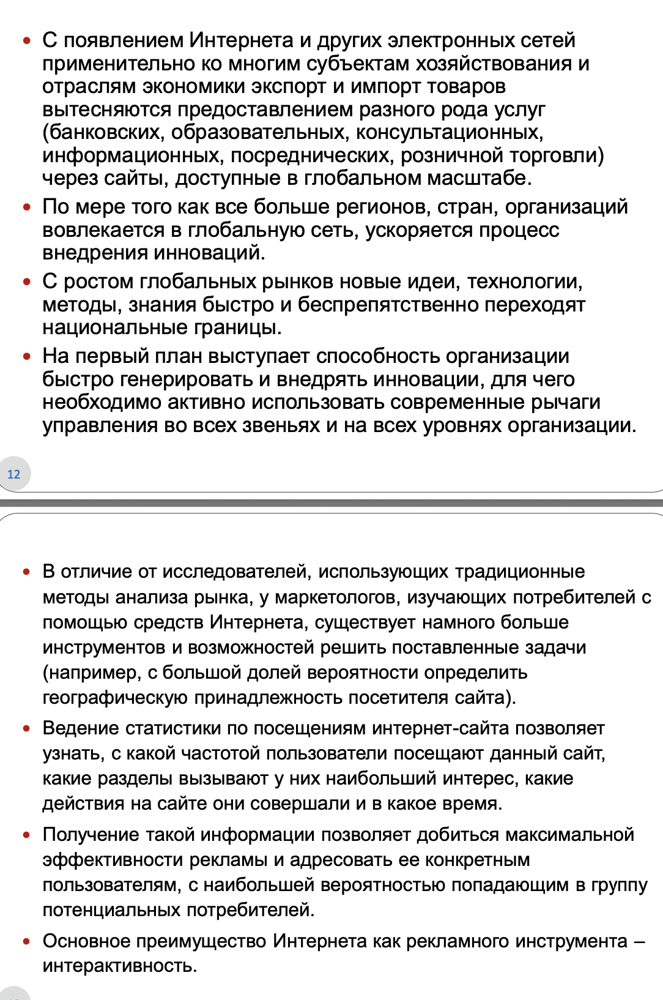 • С появлением Интернета и других электронных сетей
применительно ко многим субъектам хозяйствования и
отраслям экономики экспорт и импорт товаров
вытесняются предоставлением разного рода услуг
(банковских, образовательных, консультационных,
информационных, посреднических, розничной торговли)
через сайты, доступные в глобальном масштабе.
• По мере того как все больше регионов, стран, организаций
вовлекается в глобальную сеть, ускоряется процесс
внедрения инноваций.
• С ростом глобальных рынков новые идеи, технологии,
методы, знания быстро и беспрепятственно переходят
национальные границы.
• На первый план выступает способность организации
быстро генерировать и внедрять инновации, для чего
необходимо активно использовать современные рычаги
управления во всех звеньях и на всех уровнях организации.
12
• В отличие от исследователей, использующих традиционные
методы анализа рынка, у маркетологов, изучающих потребителей с
помощью средств Интернета, существует намного больше
инструментов и возможностей решить поставленные задачи
(например, с большой долей вероятности определить
географическую принадлежность посетителя сайта).
• Ведение статистики по посещениям интернет-сайта позволяет
узнать, с какой частотой пользователи посещают данный сайт,
какие разделы вызывают у них наибольший интерес, какие
действия на сайте они совершали и в какое время.
• Получение такой информации позволяет добиться максимальной
эффективности рекламы и адресовать ее конкретным
пользователям, с наибольшей вероятностью попадающим в группу
потенциальных потребителей.
• Основное преимущество Интернета как рекламного инструмента –
интерактивность.